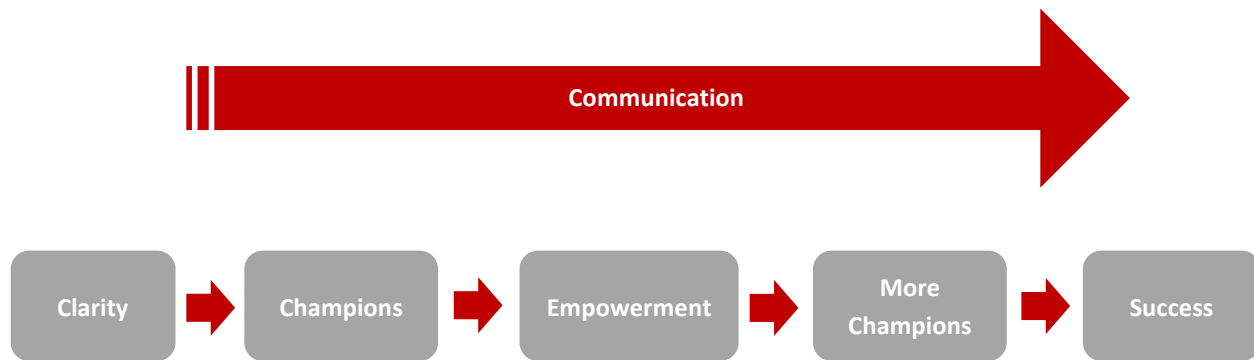 Communication
Clarity
Champions
Empowerment
More
Champions
Success